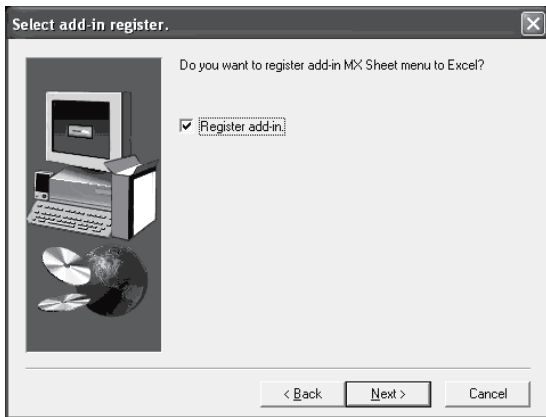 Select add-in register.
Do you want to register add-in MX Sheet menu to Excel?
Register add-in.
< Back
Next >
Cancel